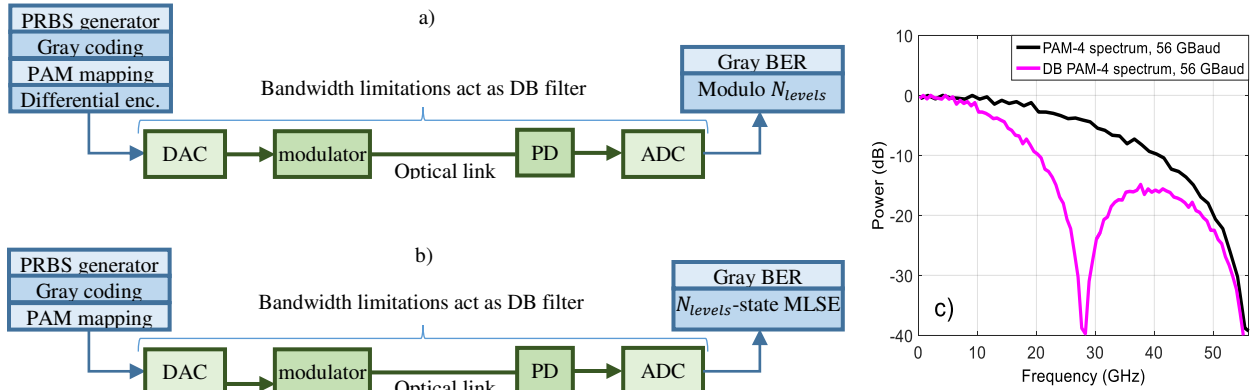 a)
PRBS generator
Gray coding
PAM mapping
Differential enc.
Bandwidth limitations act as DB filter
Gray BER
Modulo N_levels
DAC
modulator
Optical link
PD
ADC
b)
PRBS generator
Gray coding
PAM mapping
Bandwidth limitations act as DB filter
Gray BER
N_levels-state MLSE
DAC
modulator
Optical link
PD
ADC
PAM-4 spectrum, 56 GBaud
DB PAM-4 spectrum, 56 GBaud
10
0
-10
-20
-30
-40
Power (dB)
c)
0 10 20 30 40 50
Frequency (GHz)